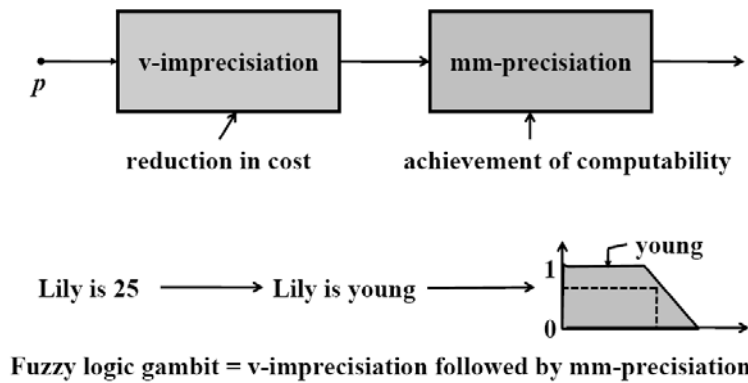 v-imprecisiation
mm-precisiation
p
reduction in cost
achievement of computability
young
1
Lily is 25
Lily is young
0
Fuzzy logic gambit = v-imprecisiation followed by mm-precisiation